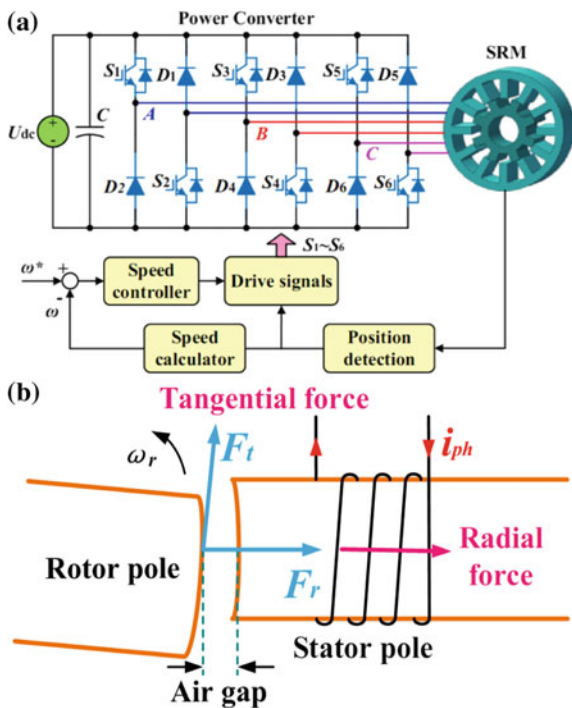 (a)
Power Converter
SRM
S1 D1 S3 D3 S5 D5
Udc
C
A
B
C
D2 S2 D4 S4 D6 S6
S1~S6
ω*
+
-
ω
Speed
controller
Drive signals
Speed
calculator
Position
detection
(b)
Tangential force
ωr
Ft
iph
Rotor pole
Fr
Radial
force
Stator pole
Air gap